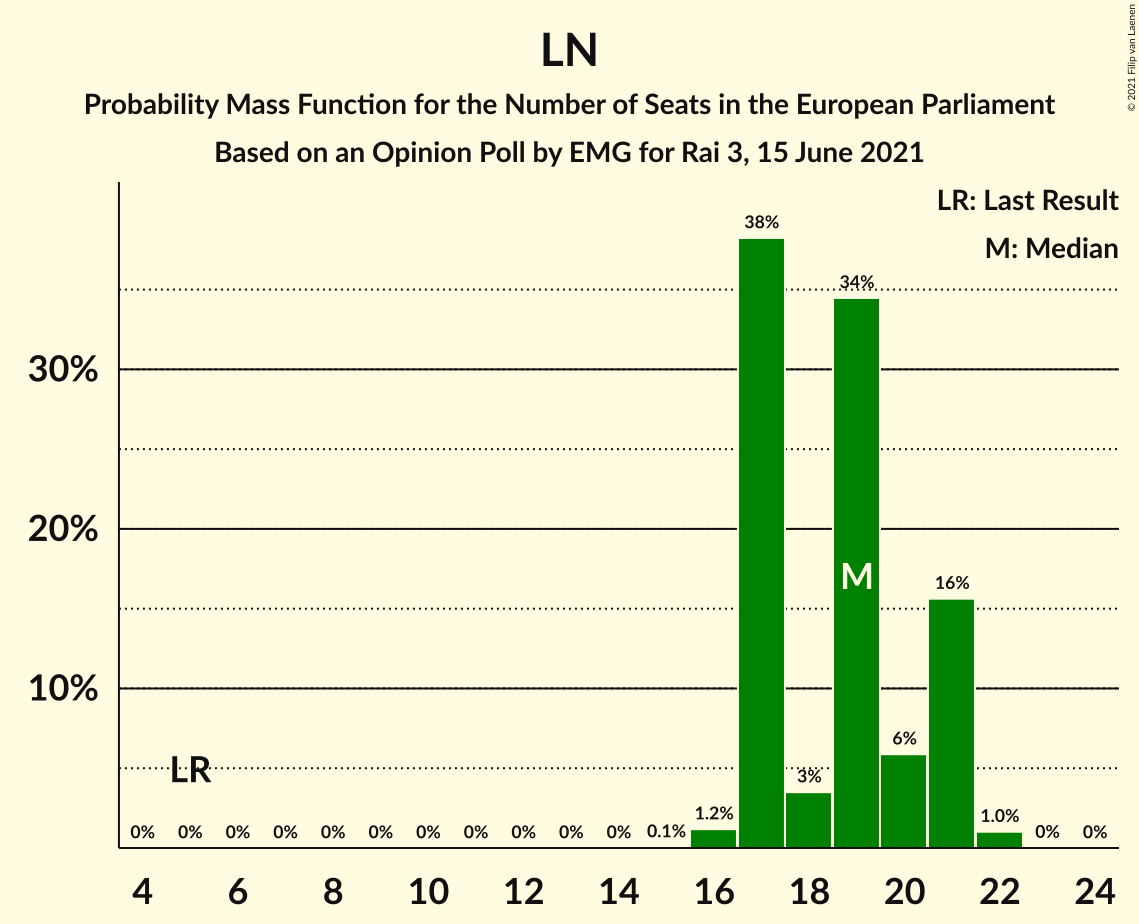 LN
Probability Mass Function for the Number of Seats in the European Parliament
Based on an Opinion Poll by EMG for Rai 3, 15 June 2021
© 2021 Filip van Laenen
LR: Last Result
M: Median
38%
34%
30%
20%
M
16%
10%
6%
LR
3%
0% 0% 0% 0% 0% 0% 0% 0% 0% 0% 0% 0.1% 1.2% 1.0% 0% 0%
4 6 8 10 12 14 16 18 20 22 24